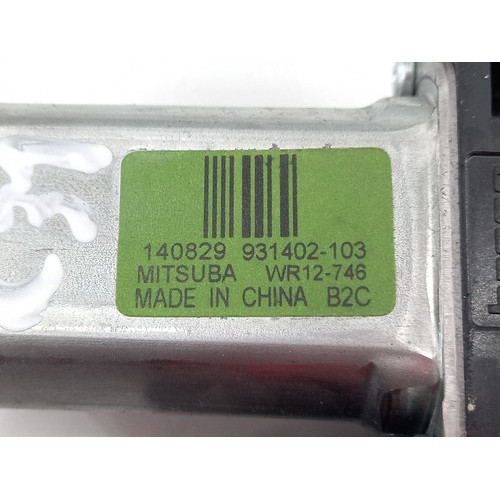 140829 931402-103
MITSUBA WR12-746
MADE IN CHINA B2C